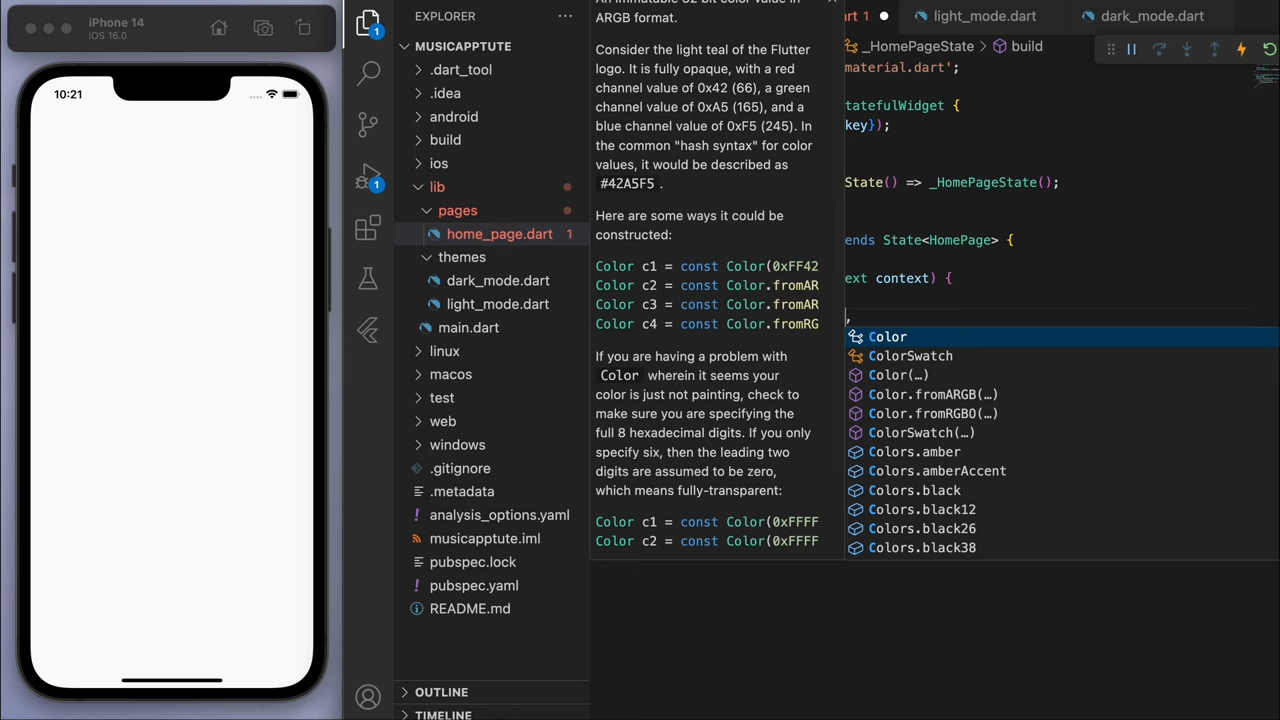 iPhone 14
iOS 16.0
10:21
1
1
EXPLORER
MUSICAPPTUTE
.dart_tool
.idea
android
build
ios
lib
pages
home_page.dart 1
themes
dark_mode.dart
light_mode.dart
main.dart
linux
macos
test
web
windows
.gitignore
.metadata
analysis_options.yaml
musicapptute.iml
pubspec.lock
pubspec.yaml
README.md
OUTLINE
TIMELINE
An immutable 32 bit color value in
ARGB format.
Consider the light teal of the Flutter
logo. It is fully opaque, with a red
channel value of 0x42 (66), a green
channel value of 0xA5 (165), and a
blue channel value of 0xF5 (245). In
the common "hash syntax" for color
values, it would be described as
#42A5F5 .
Here are some ways it could be
constructed:
Color c1 = const Color(0xFF42
Color c2 = const Color.fromAR
Color c3 = const Color.fromAR
Color c4 = const Color.fromRG
If you are having a problem with
Color wherein it seems your
color is just not painting, check to
make sure you are specifying the
full 8 hexadecimal digits. If you only
specify six, then the leading two
digits are assumed to be zero,
which means fully-transparent:
Color c1 = const Color(0xFFFF
Color c2 = const Color(0xFFFF
art 1 light_mode.dart dark_mode.dart
_HomePageState build
material.dart';
tatefulWidget {
key});
State() => _HomePageState();
ends State<HomePage> {
ext context) {
,
Color
ColorSwatch
Color(…)
Color.fromARGB(…)
Color.fromRGBO(…)
ColorSwatch(…)
Colors.amber
Colors.amberAccent
Colors.black
Colors.black12
Colors.black26
Colors.black38